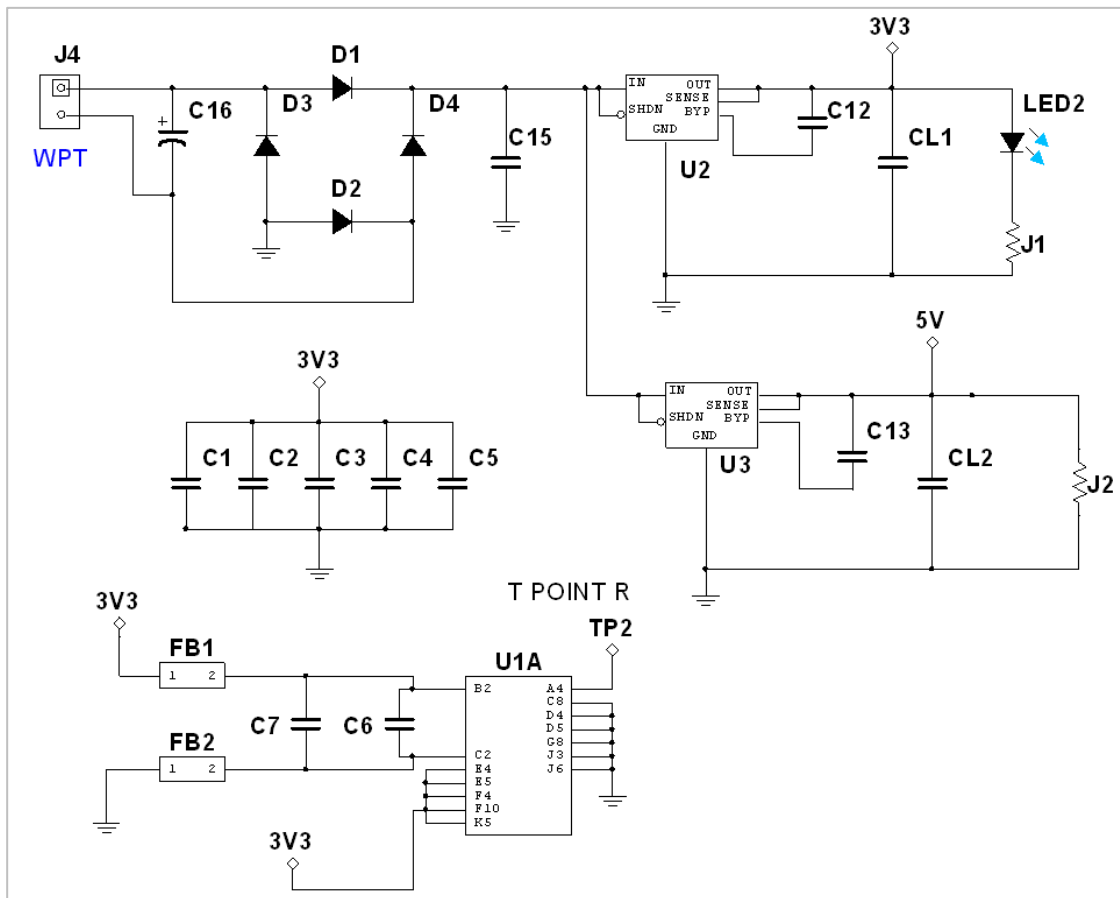 3V3
J4
D1
C16
D3
D4
WPT
D2
C15
IN
OUT
SENSE
SHDN
BYP
GND
U2
C12
CL1
LED2
J1
5V
IN
OUT
SENSE
SHDN
BYP
GND
U3
C13
CL2
J2
3V3
C1
C2
C3
C4
C5
T POINT R
TP2
3V3
FB1
1 2
C7
C6
FB2
1 2
3V3
U1A
B2
C2
E4
E5
F4
F10
K5
A4
C8
D4
D5
G8
J3
J6